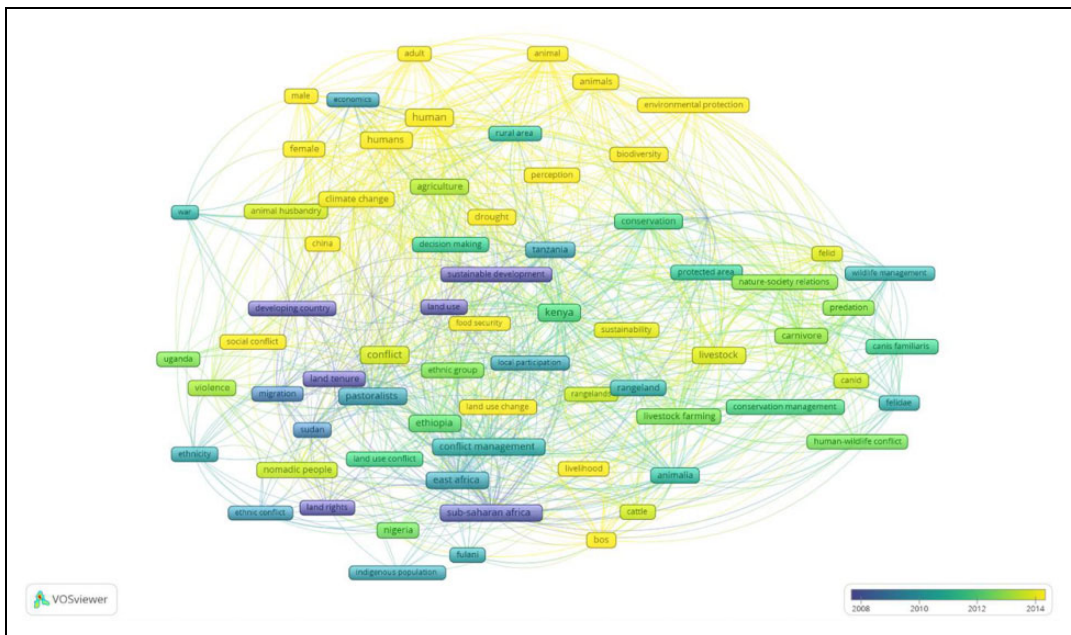 adult
animal
animals
male
economics
environmental protection
human
humans
rural area
female
biodiversity
perception
agriculture
climate change
animal husbandry
war
drought
conservation
china
decision making
tanzania
felid
sustainable development
protected area
wildlife management
nature-society relations
developing country
land use
kenya
predation
food security
sustainability
carnivore
social conflict
canis familiaris
uganda
conflict
livestock
ethnic group
local participation
land tenure
canid
violence
migration
pastoralists
rangelands
rangeland
felidae
land use change
conservation management
livestock farming
ethiopia
sudan
human-wildlife conflict
conflict management
ethnicity
land use conflict
nomadic people
livelihood
animalia
east africa
land rights
ethnic conflict
sub-saharan africa
cattle
nigeria
bos
fulani
indigenous population
VOSviewer
2008 2010 2012 2014